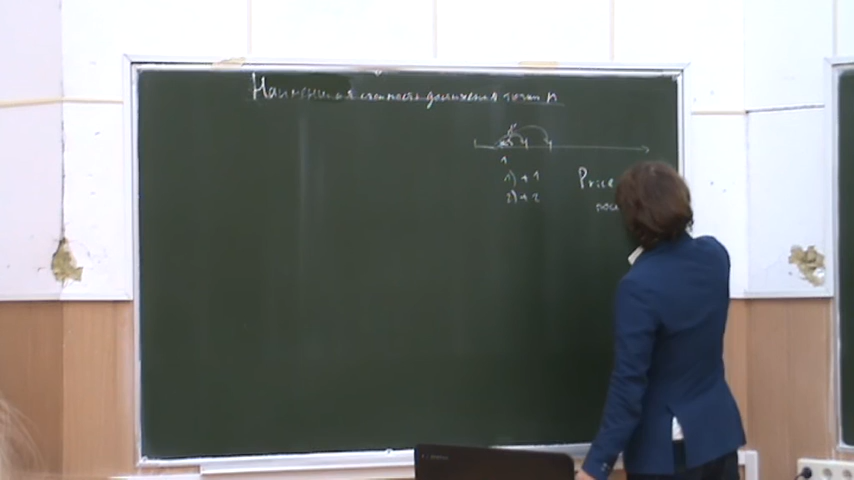 Наименьшая стоимость достижения точки n
1
1) + 1
2) + 2
Price